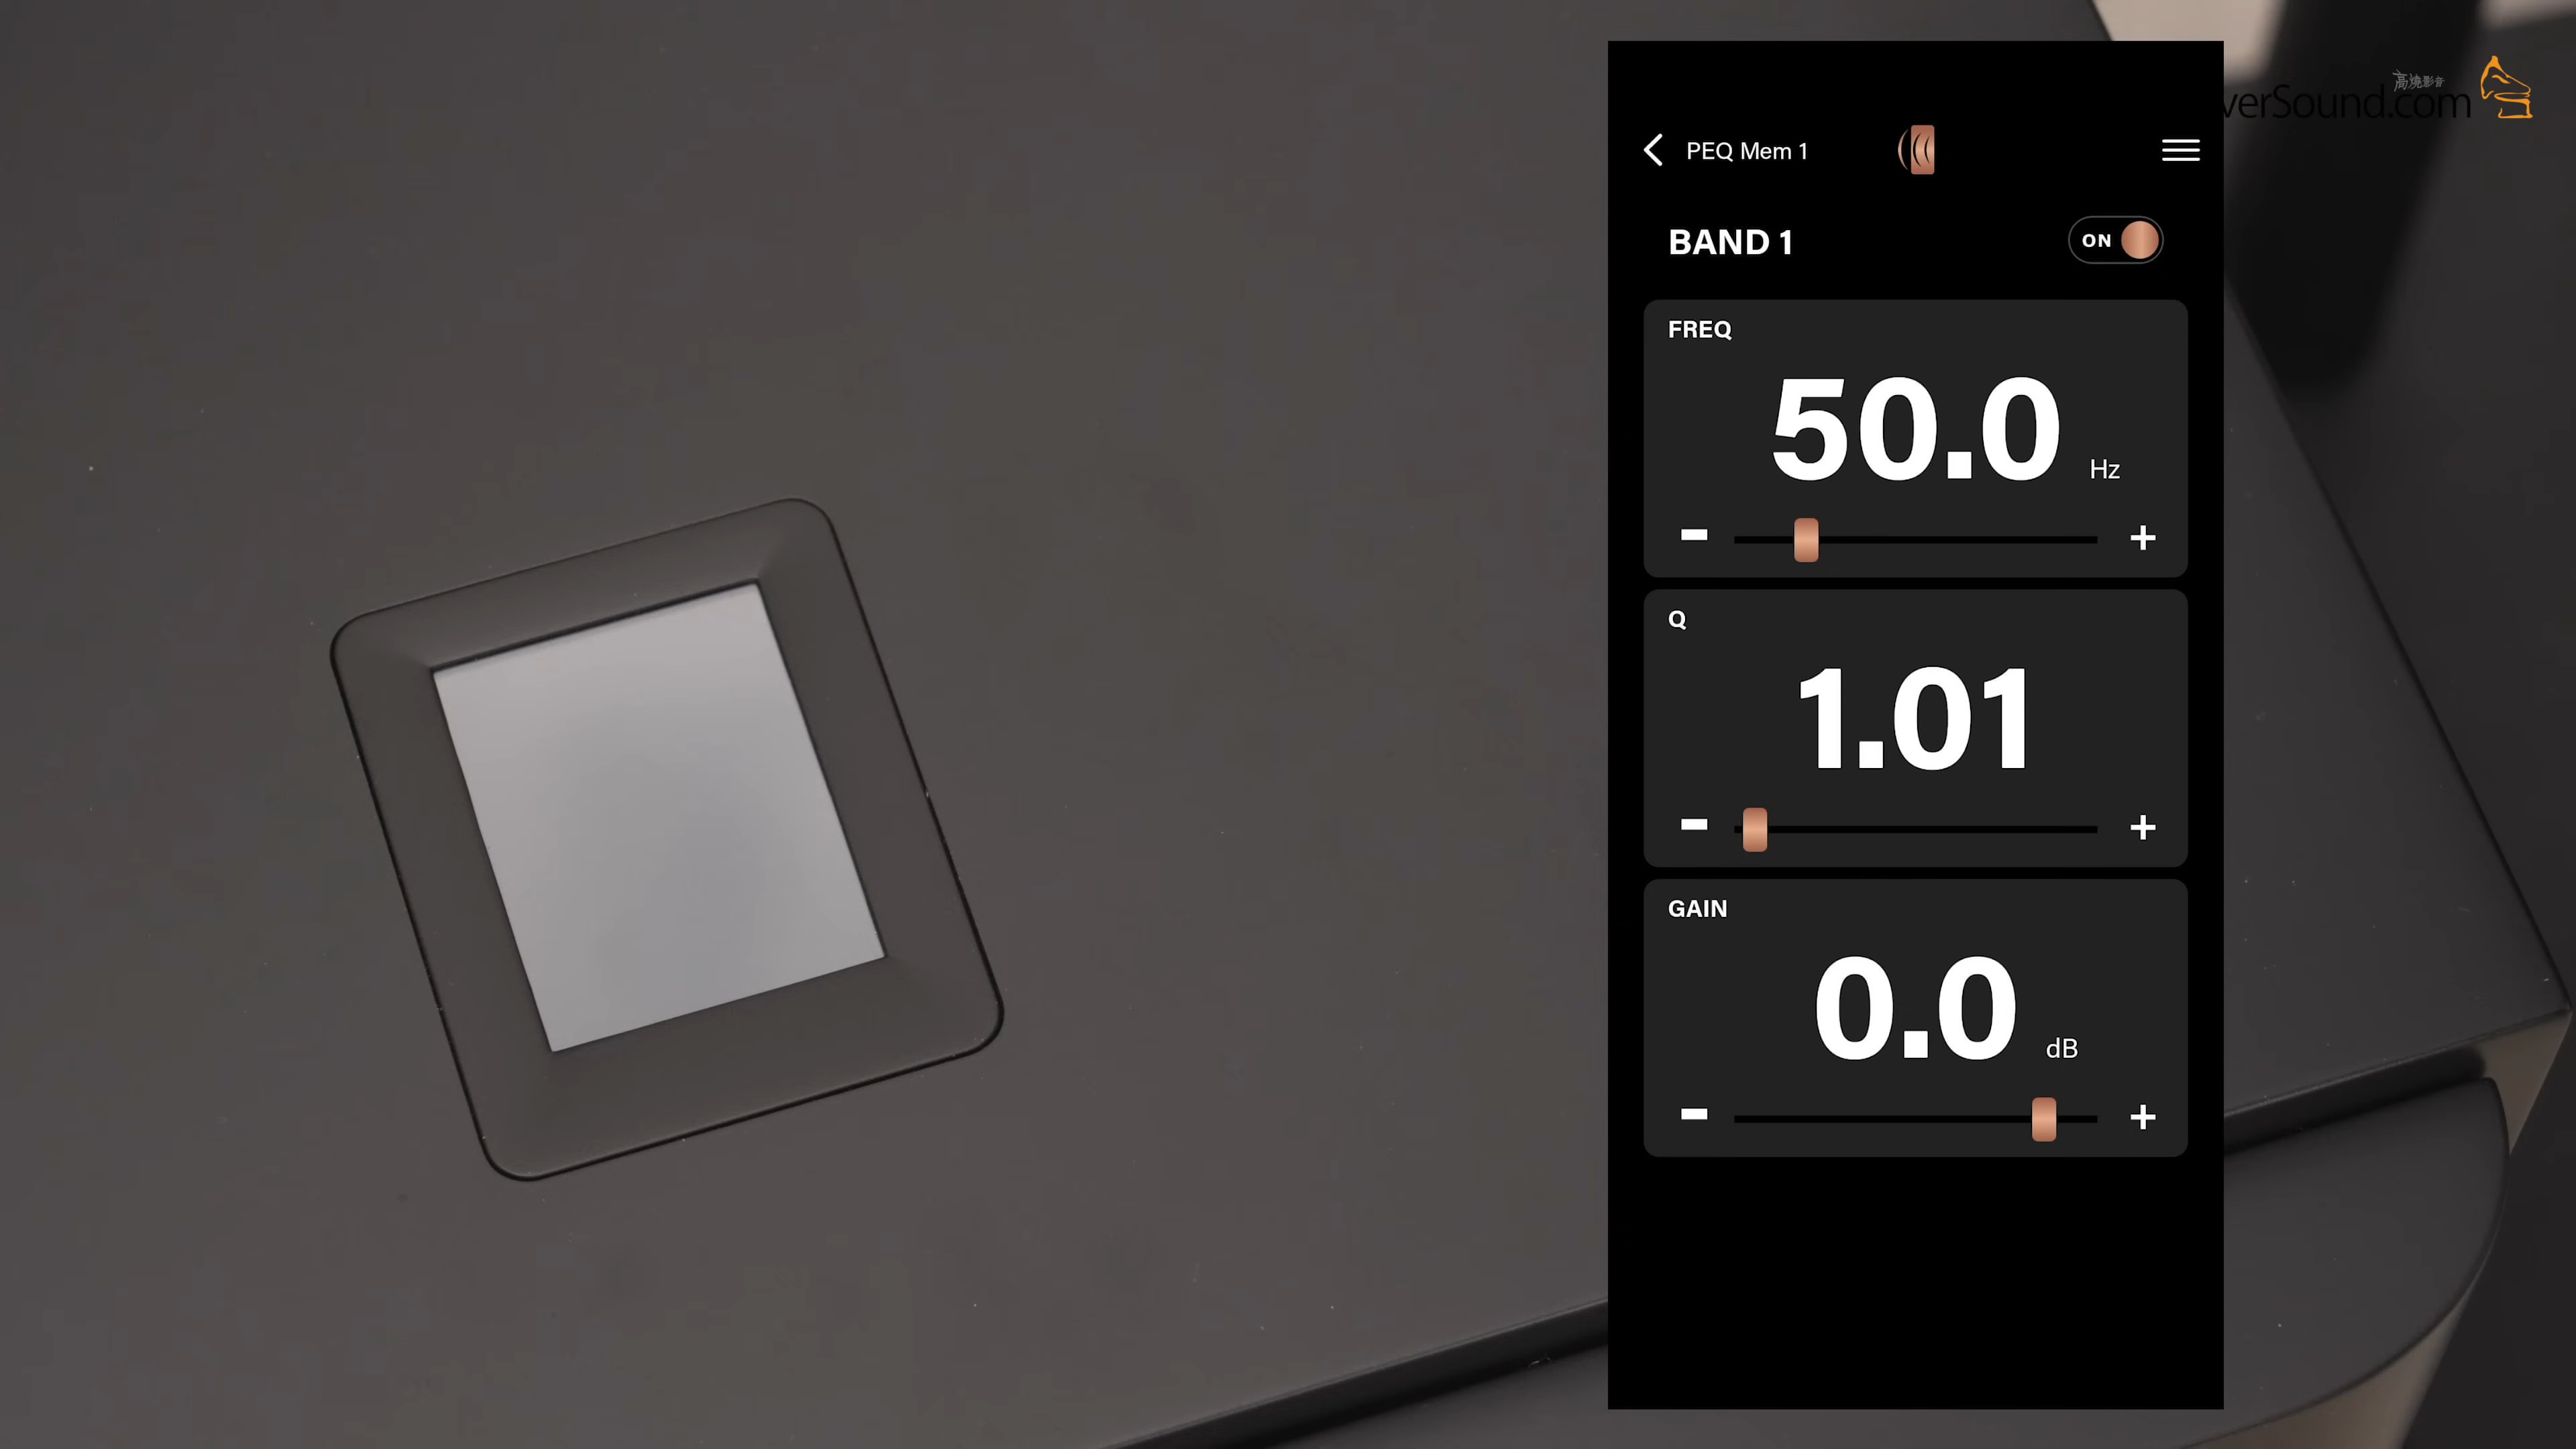 高燒影音
verSound.com
PEQ Mem 1
BAND 1
ON
FREQ
50.0 Hz
- +
Q
1.01
- +
GAIN
0.0 dB
- +